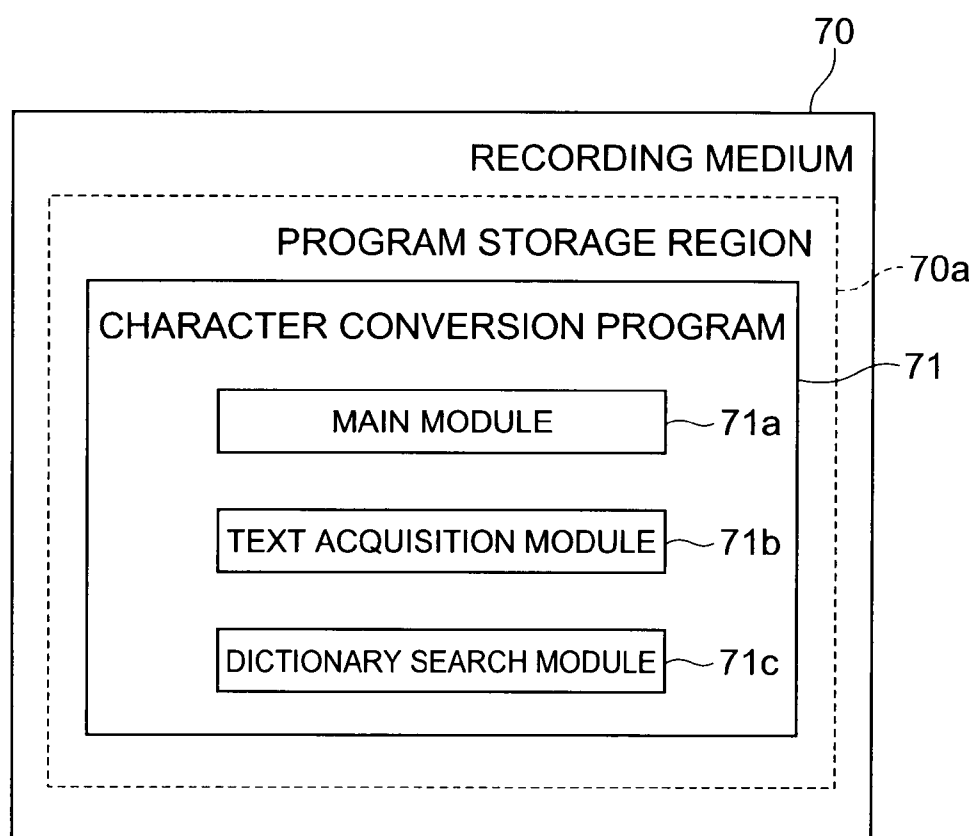 70
RECORDING MEDIUM
PROGRAM STORAGE REGION
70a
CHARACTER CONVERSION PROGRAM
71
MAIN MODULE 71a
TEXT ACQUISITION MODULE 71b
DICTIONARY SEARCH MODULE 71c